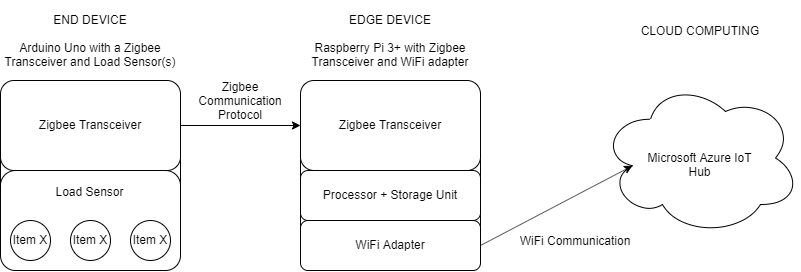 END DEVICE
Arduino Uno with a Zigbee
Transceiver and Load Sensor(s)
Zigbee Transceiver
Load Sensor
Item X
Item X
Item X
Zigbee
Communication
Protocol
EDGE DEVICE
Raspberry Pi 3+ with Zigbee
Transceiver and WiFi adapter
Zigbee Transceiver
Processor + Storage Unit
WiFi Adapter
WiFi Communication
CLOUD COMPUTING
Microsoft Azure IoT
Hub